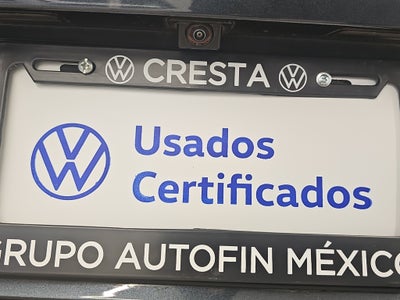 CRESTA
Usados
Certificados
GRUPO AUTOFIN MÉXICO